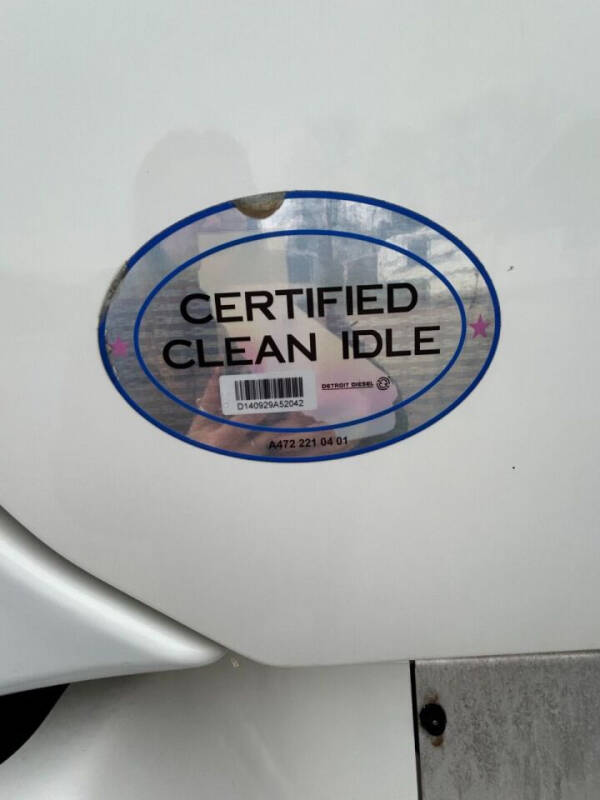 CERTIFIED
CLEAN IDLE
DETROIT DIESEL
D140929A52042
A472 221 04 01